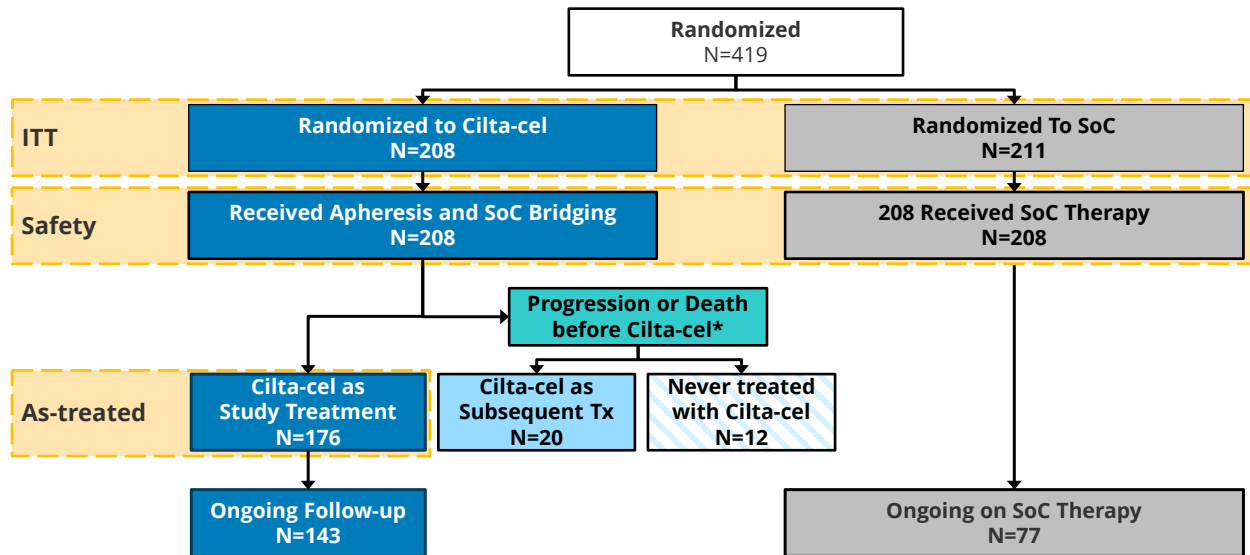 Randomized
N=419
ITT
Randomized to Cilta-cel
N=208
Randomized To SoC
N=211
Safety
Received Apheresis and SoC Bridging
N=208
208 Received SoC Therapy
N=208
Progression or Death
before Cilta-cel*
As-treated
Cilta-cel as
Study Treatment
N=176
Cilta-cel as
Subsequent Tx
N=20
Never treated
with Cilta-cel
N=12
Ongoing Follow-up
N=143
Ongoing on SoC Therapy
N=77